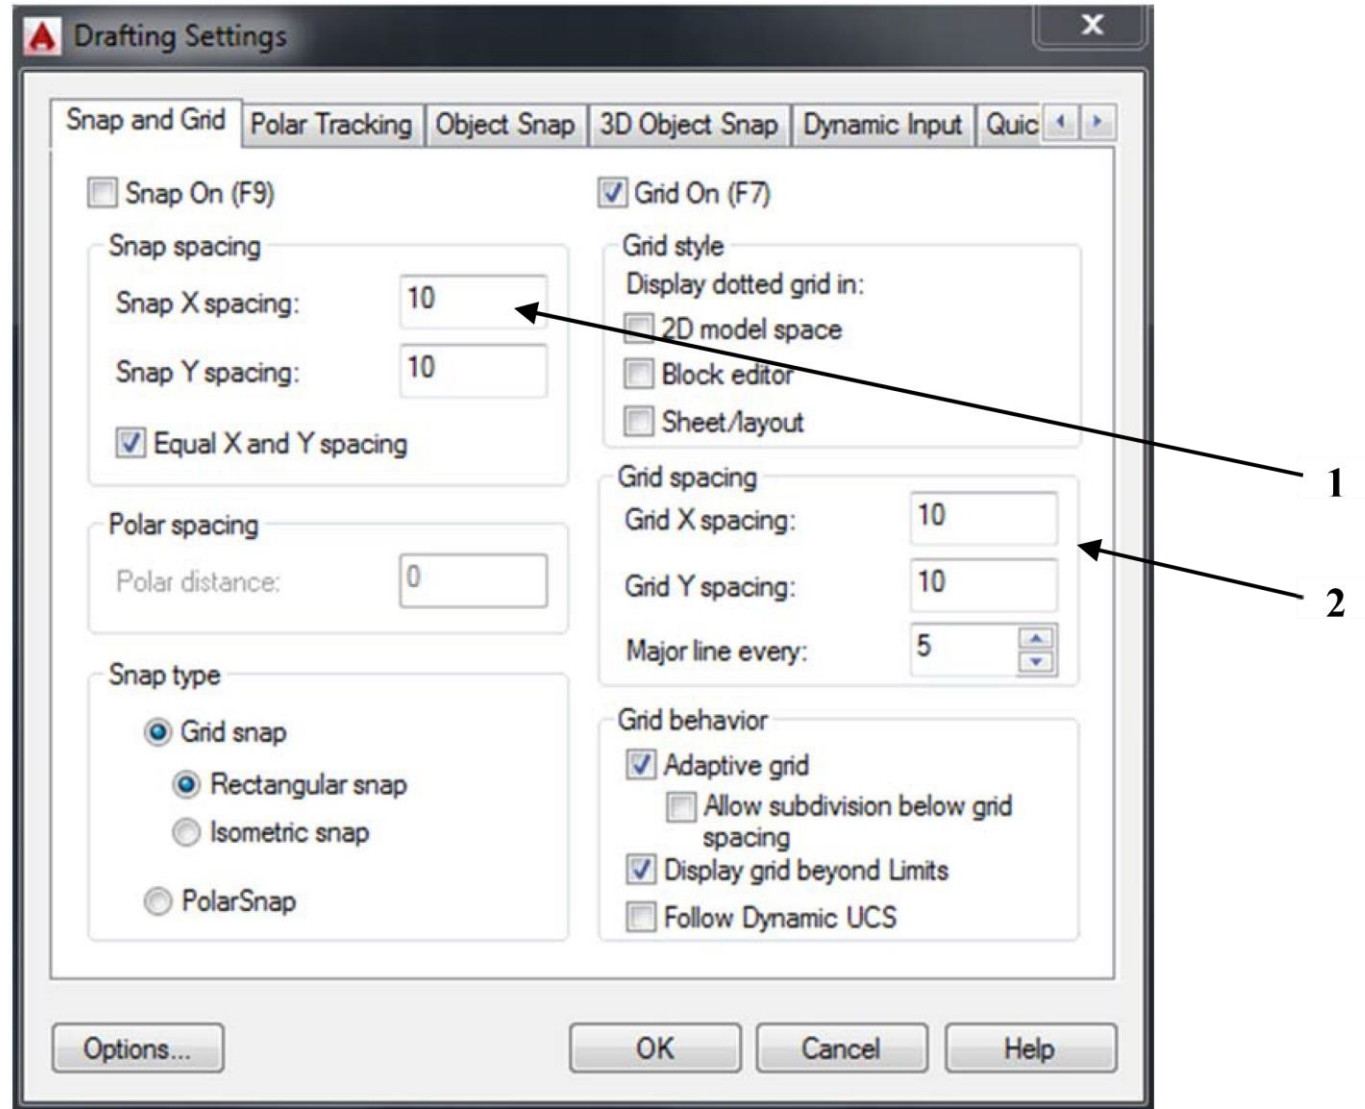 Drafting Settings
x
Snap and Grid
Polar Tracking
Object Snap
3D Object Snap
Dynamic Input
Quic
Snap On (F9)
Snap spacing
Snap X spacing: 10
Snap Y spacing: 10
Equal X and Y spacing
Polar spacing
Polar distance: 0
Snap type
Grid snap
Rectangular snap
Isometric snap
PolarSnap
Grid On (F7)
Grid style
Display dotted grid in:
2D model space
Block editor
Sheet/layout
Grid spacing
Grid X spacing: 10
Grid Y spacing: 10
Major line every: 5
Grid behavior
Adaptive grid
Allow subdivision below grid
spacing
Display grid beyond Limits
Follow Dynamic UCS
1
2
Options...
OK
Cancel
Help